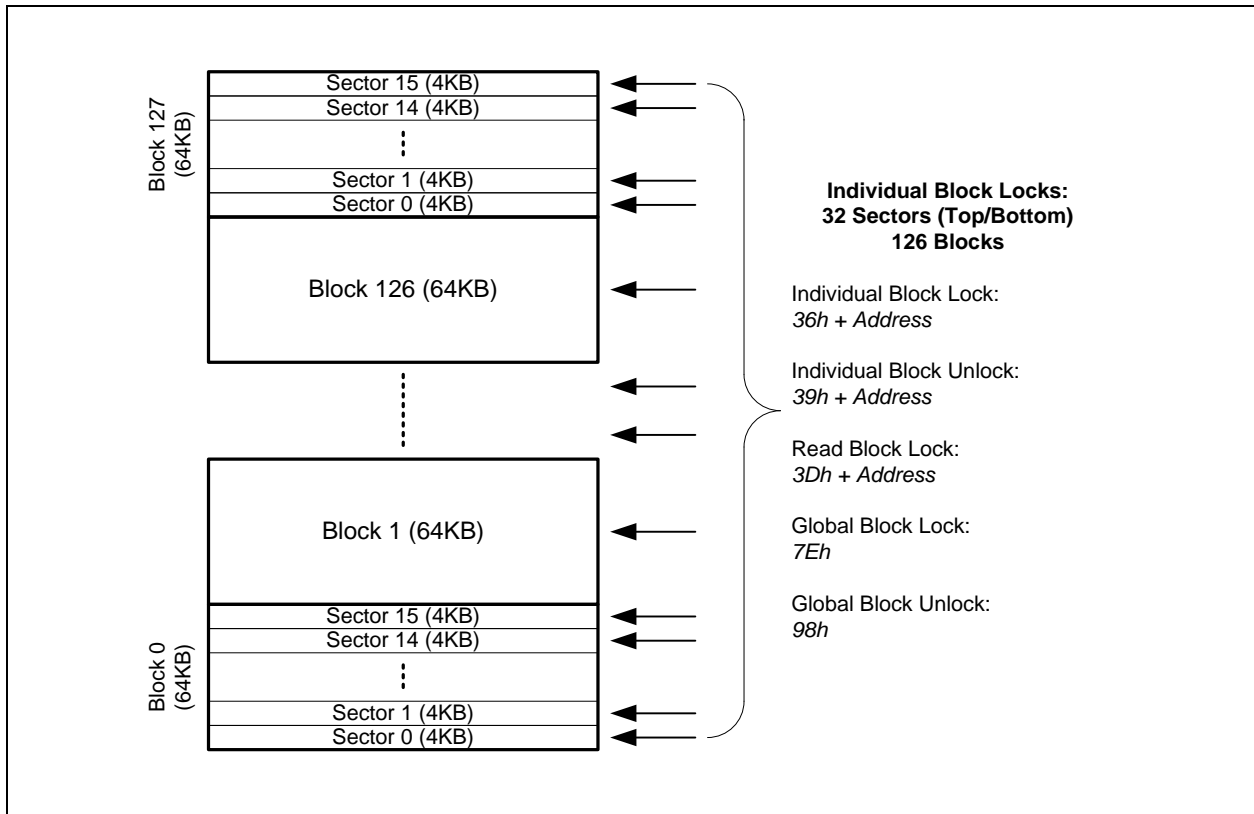 Block 127
(64KB)
Sector 15 (4KB)
Sector 14 (4KB)
Sector 1 (4KB)
Sector 0 (4KB)
Block 126 (64KB)
Block 1 (64KB)
Block 0
(64KB)
Sector 15 (4KB)
Sector 14 (4KB)
Sector 1 (4KB)
Sector 0 (4KB)
Individual Block Locks:
32 Sectors (Top/Bottom)
126 Blocks
Individual Block Lock:
36h + Address
Individual Block Unlock:
39h + Address
Read Block Lock:
3Dh + Address
Global Block Lock:
7Eh
Global Block Unlock:
98h